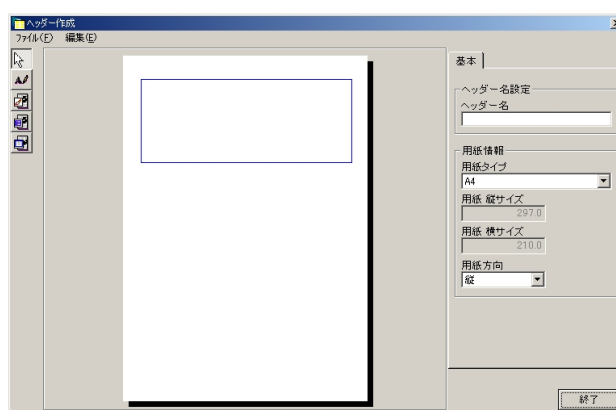 ヘッダー作成
ファイル(F) 編集(E)
基本
ヘッダー名設定
ヘッダー名
用紙情報
用紙タイプ
A4
用紙 縦サイズ
297.0
用紙 横サイズ
210.0
用紙方向
縦
終了